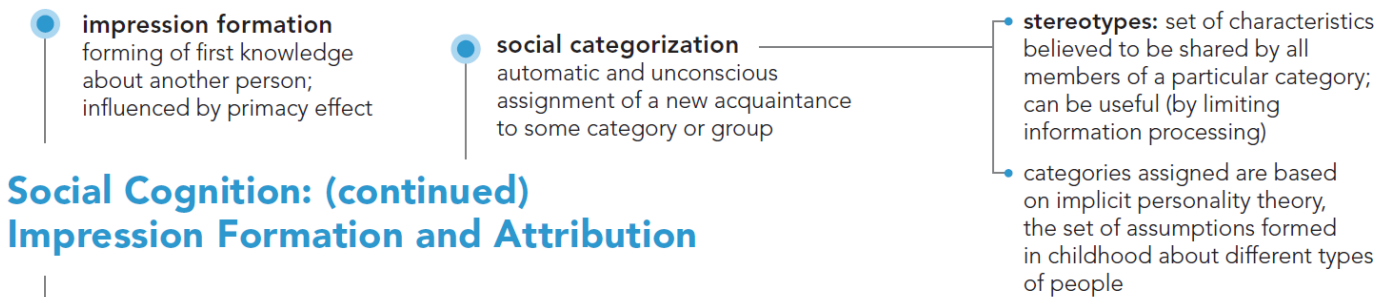 impression formation
forming of first knowledge
about another person;
influenced by primacy effect
social categorization
automatic and unconscious
assignment of a new acquaintance
to some category or group
stereotypes: set of characteristics
believed to be shared by all
members of a particular category;
can be useful (by limiting
information processing)
categories assigned are based
on implicit personality theory,
the set of assumptions formed
in childhood about different types
of people
Social Cognition: (continued)
Impression Formation and Attribution